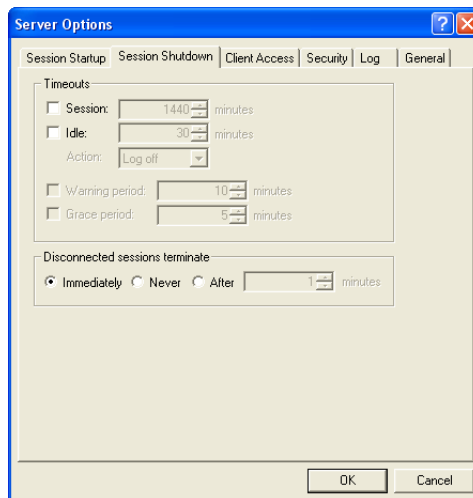 Server Options
Session Startup Session Shutdown Client Access Security Log General
Timeouts
Session: 1440 minutes
Idle: 30 minutes
Action: Log off
Warning period: 10 minutes
Grace period: 5 minutes
Disconnected sessions terminate
Immediately Never After 1 minutes
OK Cancel